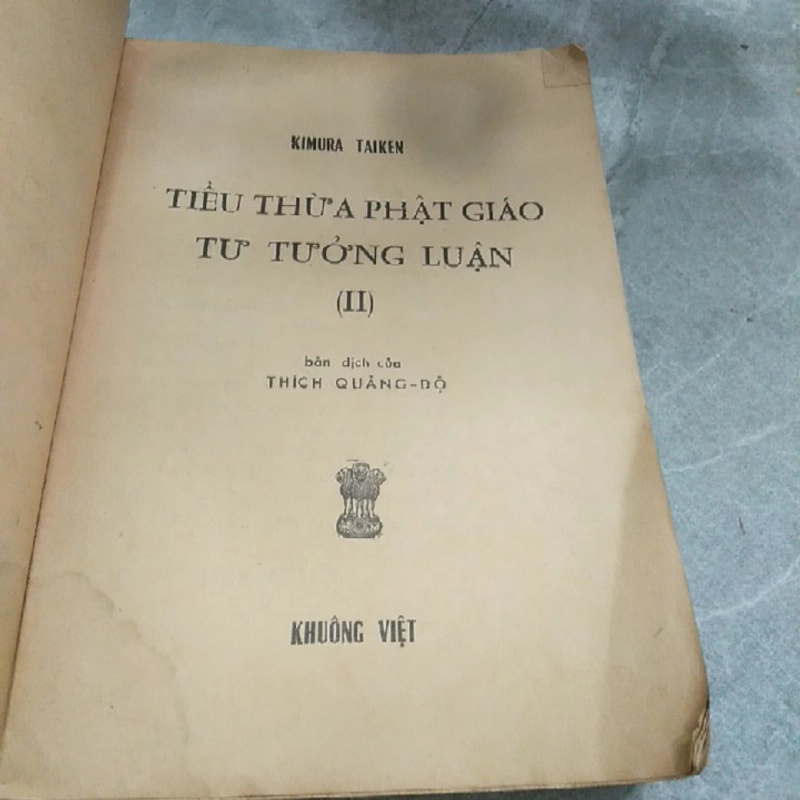 KIMURA TAIKEN
TIỂU THỪA PHẬT GIÁO
TƯ TƯỞNG LUẬN
(II)
bản dịch của
THÍCH QUẢNG-ĐỘ
KHUÔNG VIỆT